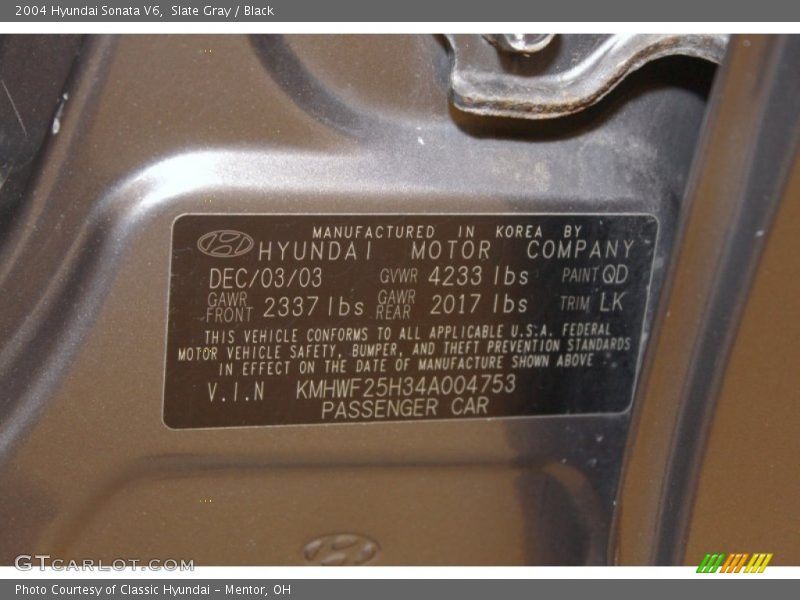 2004 Hyundai Sonata V6, Slate Gray / Black
MANUFACTURED IN KOREA BY
HYUNDAI MOTOR COMPANY
DEC/03/03 GVWR 4233 lbs PAINT QD
GAWR FRONT 2337 lbs GAWR REAR 2017 lbs TRIM LK
THIS VEHICLE CONFORMS TO ALL APPLICABLE U.S.A. FEDERAL
MOTOR VEHICLE SAFETY, BUMPER, AND THEFT PREVENTION STANDARDS
IN EFFECT ON THE DATE OF MANUFACTURE SHOWN ABOVE
V.I.N KMHWF25H34A004753
PASSENGER CAR
GTCARLOT.COM
Photo Courtesy of Classic Hyundai - Mentor, OH